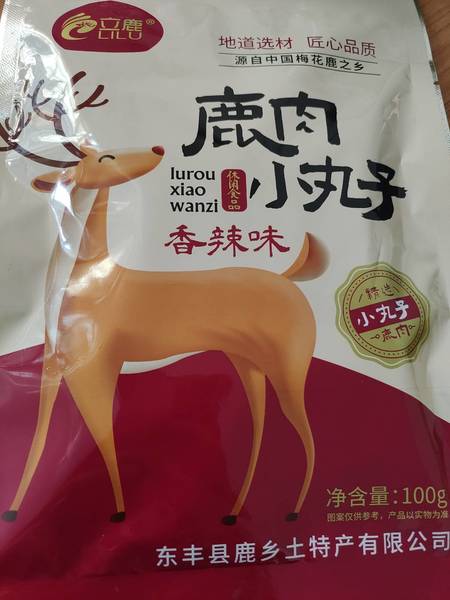 立鹿®
LILU
地道选材 匠心品质
源自中国梅花鹿之乡
鹿肉
小丸子
lurou
xiao
wanzi
休闲食品
香辣味
精选
小丸子
鹿肉
净含量：100g
图案仅供参考，产品以实物为准
东丰县鹿乡土特产有限公司